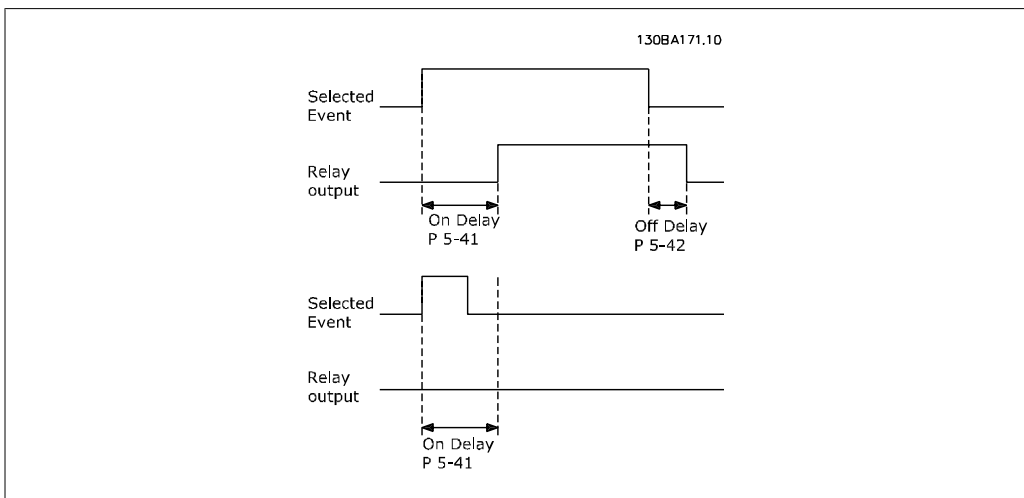 130BA171.10
Selected
Event
Relay
output
On Delay
P 5-41
Off Delay
P 5-42
Selected
Event
Relay
output
On Delay
P 5-41